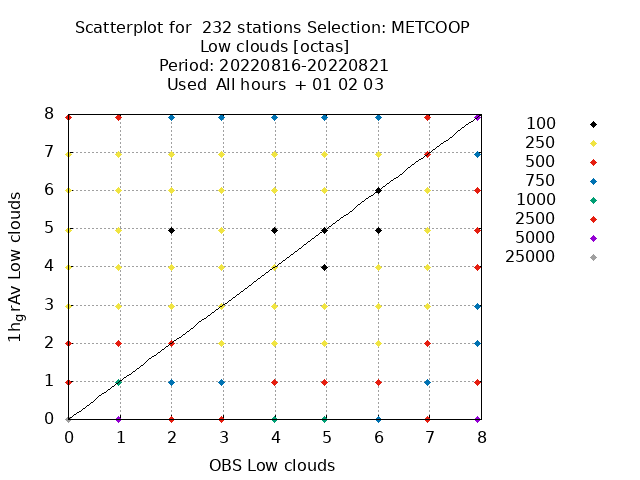 Scatterplot for  232 stations Selection: METCOOP
Low clouds [octas]
Period: 20220816-20220821
Used  All hours  + 01 02 03
8
7
6
5
4
3
2
1
0
0 1 2 3 4 5 6 7 8
1hgrAv Low clouds
OBS Low clouds
100
250
500
750
1000
2500
5000
25000